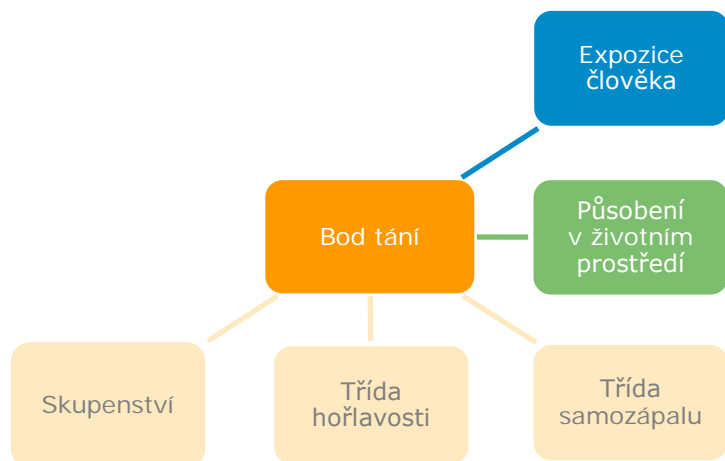 Expozice
člověka
Bod tání
Působení
v životním
prostředí
Skupenství
Třída
hořlavosti
Třída
samozápalu